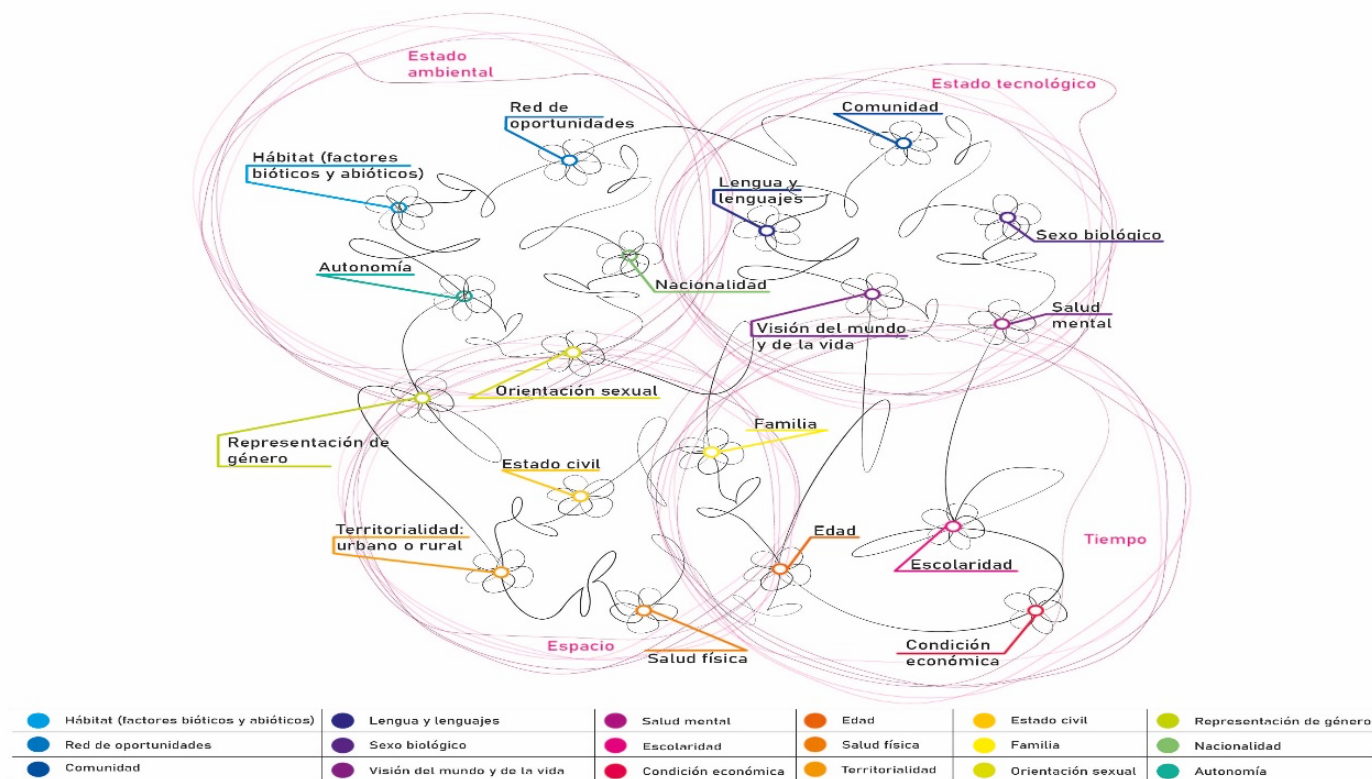 Estado
ambiental
Estado tecnológico
Red de
oportunidades
Comunidad
Hábitat (factores
bióticos y abióticos)
Lengua y
lenguajes
Sexo biológico
Autonomía
Nacionalidad
Visión del mundo
y de la vida
Salud
mental
Orientación sexual
Representación de
género
Familia
Estado civil
Territorialidad:
urbano o rural
Edad
Tiempo
Escolaridad
Espacio
Salud física
Condición
económica
Hábitat (factores bióticos y abióticos)
Lengua y lenguajes
Salud mental
Edad
Estado civil
Representación de género
Red de oportunidades
Sexo biológico
Escolaridad
Salud física
Familia
Nacionalidad
Comunidad
Visión del mundo y de la vida
Condición económica
Territorialidad
Orientación sexual
Autonomía